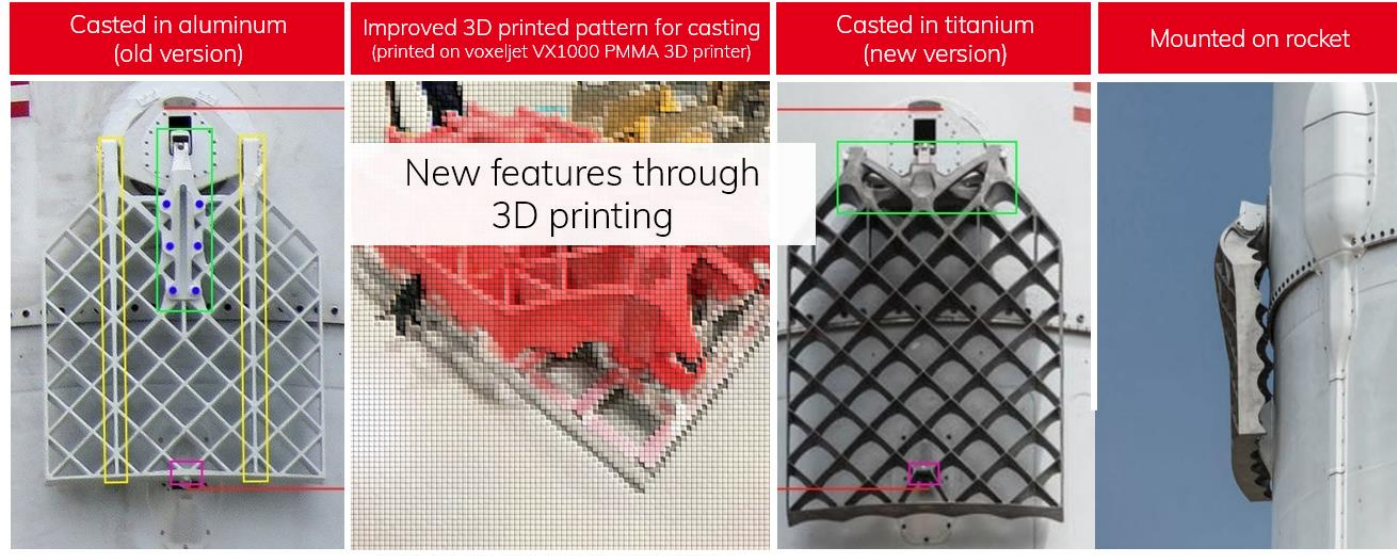 Casted in aluminum
(old version)
Improved 3D printed pattern for casting
(printed on voxeljet VX1000 PMMA 3D printer)
Casted in titanium
(new version)
Mounted on rocket
New features through
3D printing